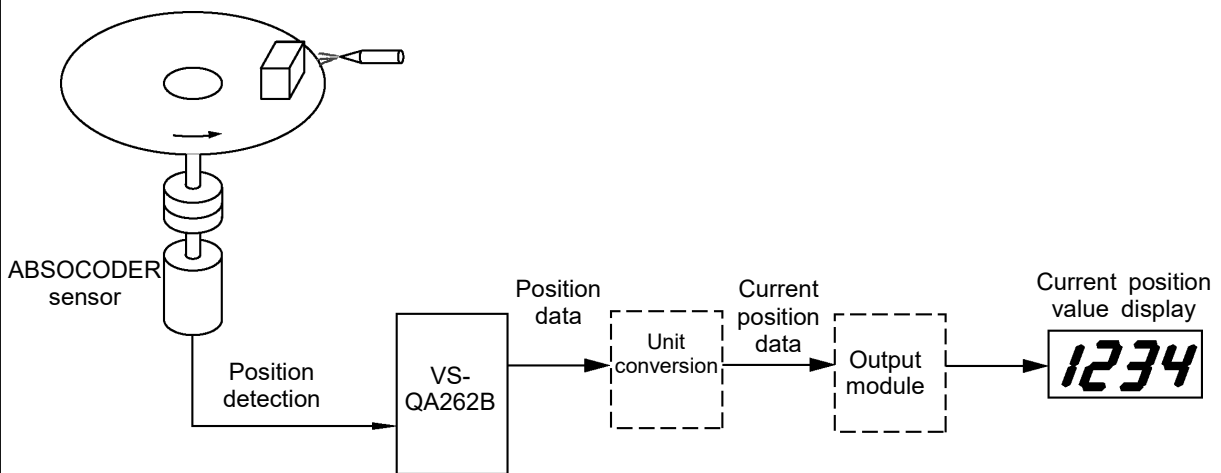 ABSOCODER
sensor
Position
detection
VS-
QA262B
Position
data
Unit
conversion
Current
position
data
Output
module
Current position
value display
1234